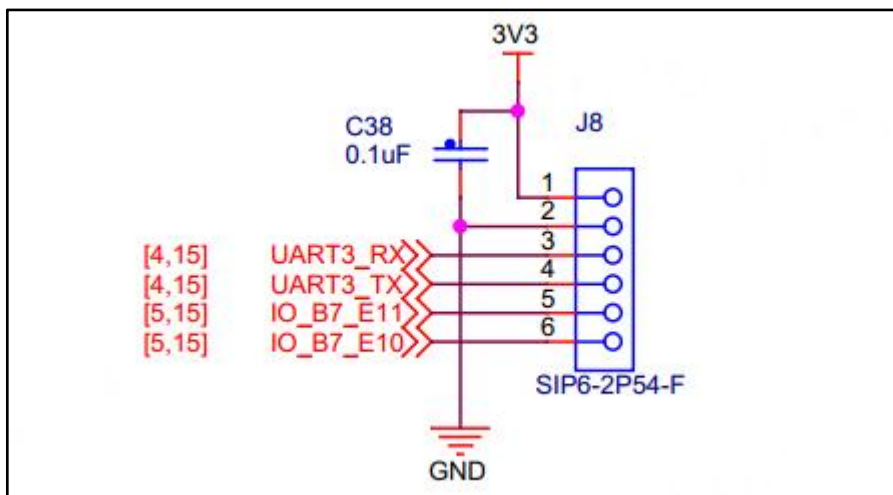 3V3
C38
0.1uF
J8
1
2
[4,15] UART3_RX 3
[4,15] UART3_TX 4
[5,15] IO_B7_E11 5
[5,15] IO_B7_E10 6
SIP6-2P54-F
GND